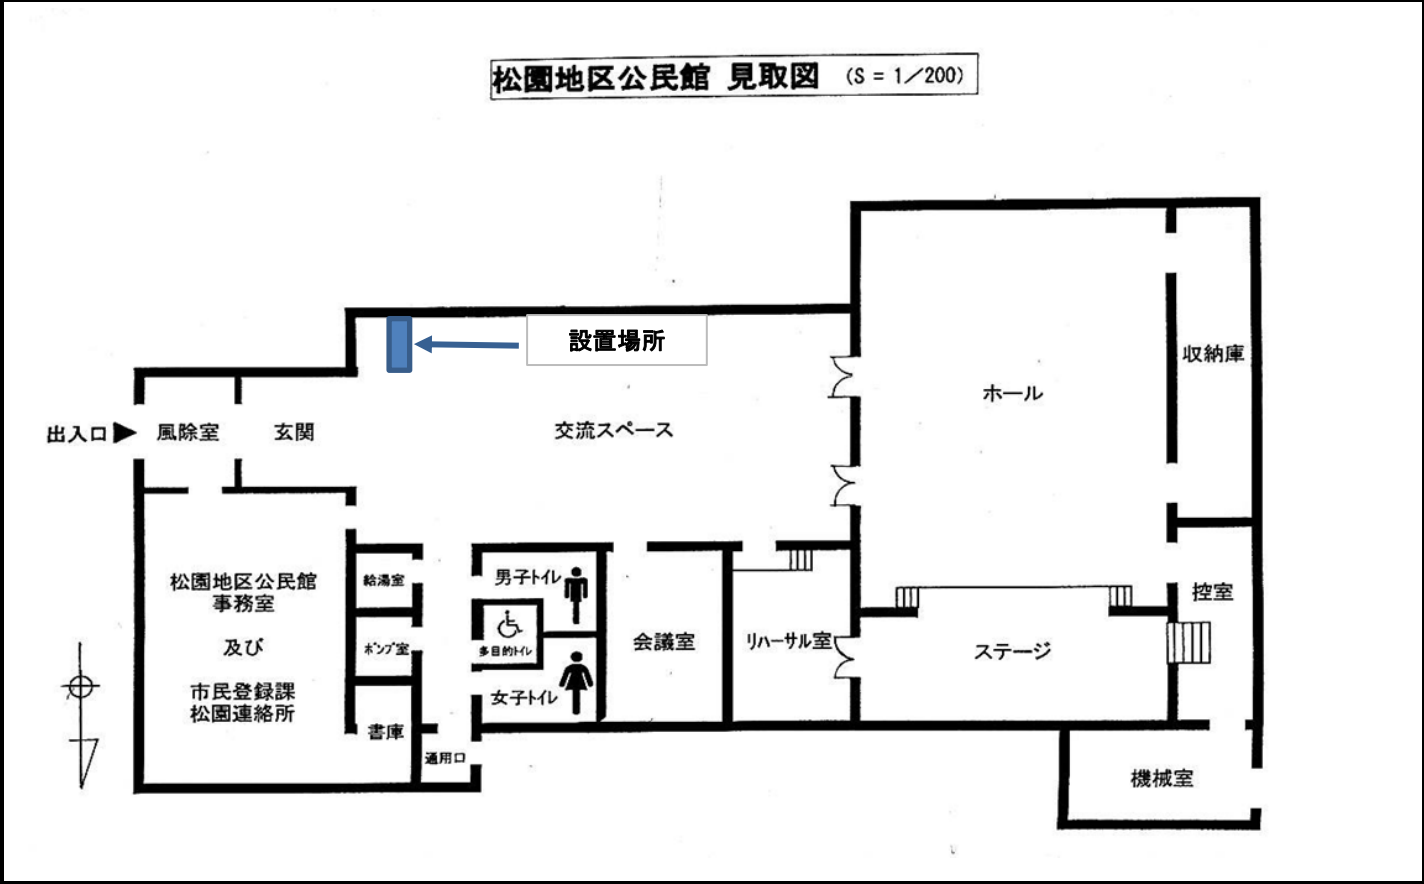 松園地区公民館 見取図 (S = 1/200)
設置場所
収納庫
ホール
出入口
風除室
玄関
交流スペース
松園地区公民館
事務室
及び
市民登録課
松園連絡所
給湯室
ポンプ室
書庫
通用口
男子トイレ
多目的トイレ
女子トイレ
会議室
リハーサル室
ステージ
控室
機械室